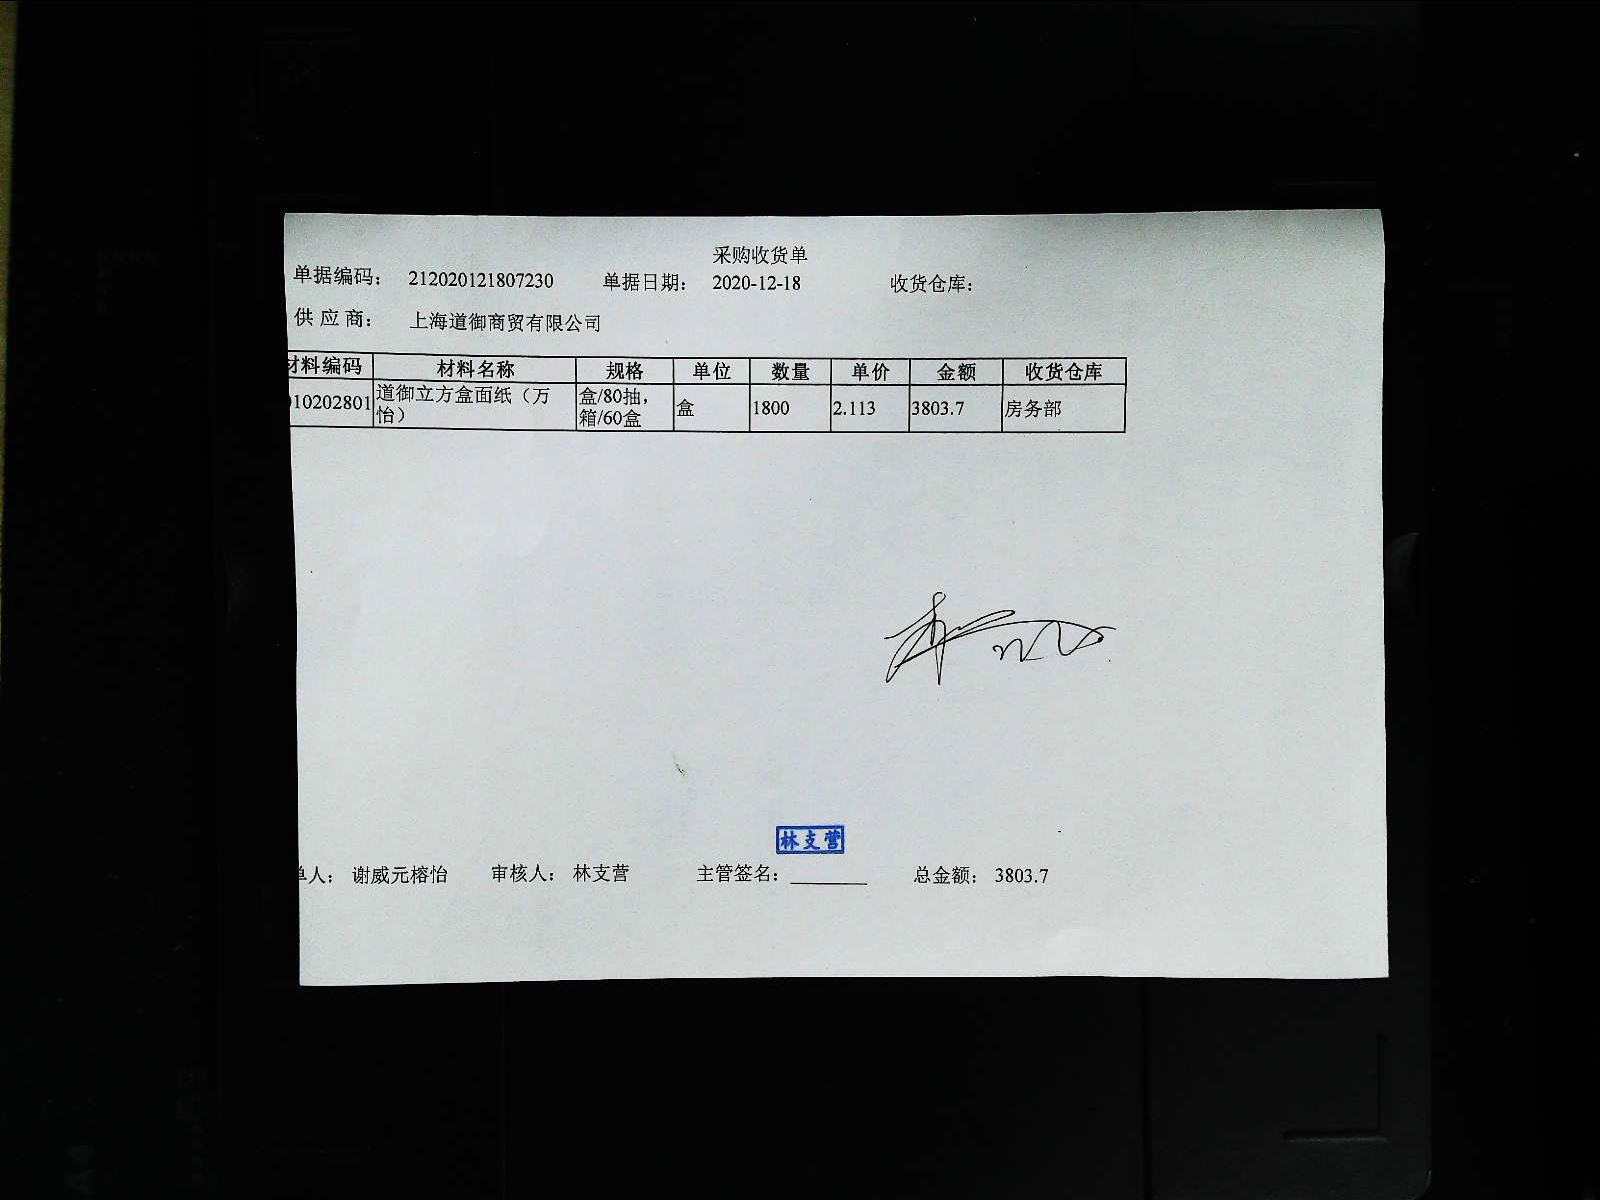 采购收货单
单据编码： 212020121807230 单据日期： 2020-12-18 收货仓库：
供 应 商： 上海道御商贸有限公司
材料编码 材料名称 规格 单位 数量 单价 金额 收货仓库
010202801 道御立方盒面纸（万 盒/80抽， 盒 1800 2.113 3803.7 房务部
怡） 箱/60盒
林支营
单人： 谢威元榕怡 审核人： 林支营 主管签名： 总金额： 3803.7